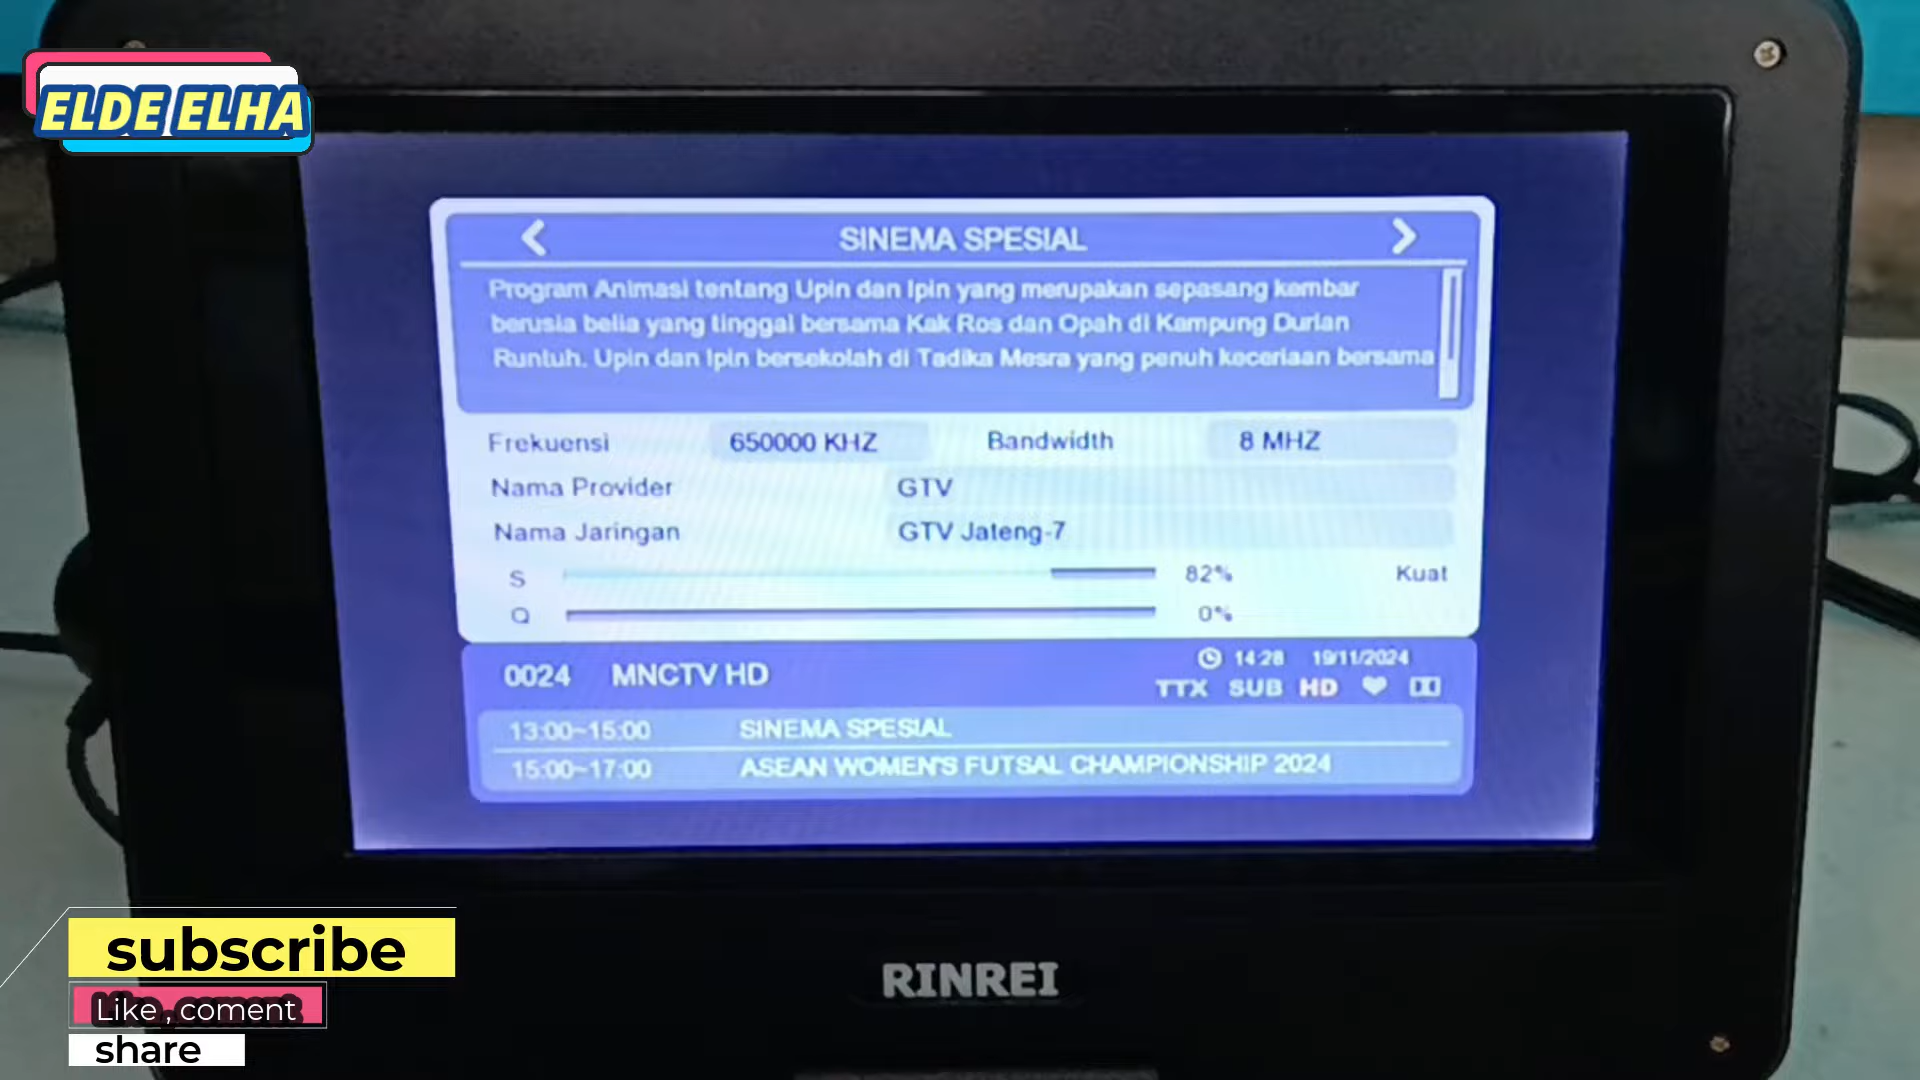 ELDE ELHA
SINEMA SPESIAL
Program Animasi tentang Upin dan Ipin yang merupakan sepasang kembar
berusia belia yang tinggal bersama Kak Ros dan Opah di Kampung Durian
Runtuh. Upin dan Ipin bersekolah di Tadika Mesra yang penuh keceriaan bersama
Frekuensi 650000 KHZ Bandwidth 8 MHZ
Nama Provider GTV
Nama Jaringan GTV Jateng-7
S 82% Kuat
Q 0%
0024 MNCTV HD 14:28 19/11/2024
TTX SUB HD
13:00~15:00 SINEMA SPESIAL
15:00~17:00 ASEAN WOMEN'S FUTSAL CHAMPIONSHIP 2024
RINREI
subscribe
Like , coment
share